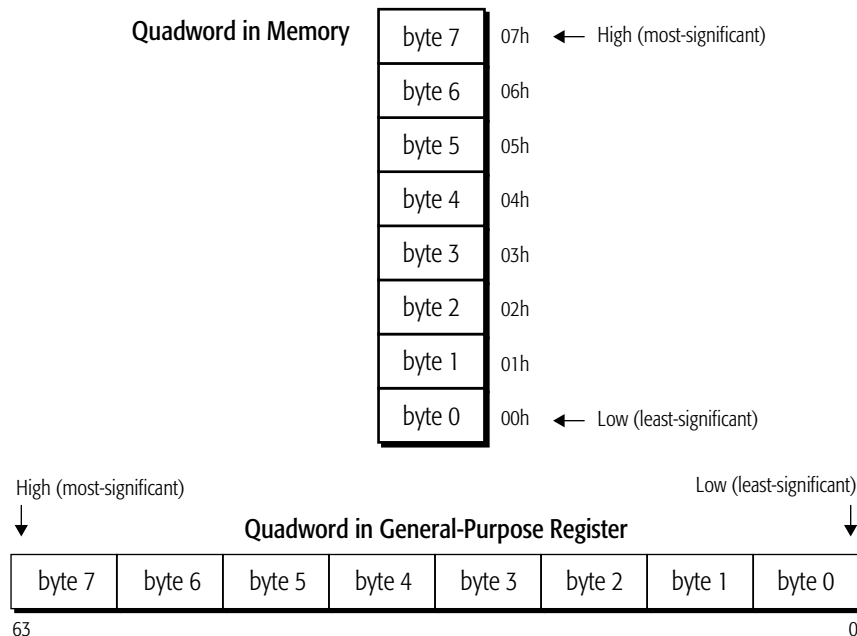 Quadword in Memory
byte 7 07h High (most-significant)
byte 6 06h
byte 5 05h
byte 4 04h
byte 3 03h
byte 2 02h
byte 1 01h
byte 0 00h Low (least-significant)
High (most-significant) Low (least-significant)
Quadword in General-Purpose Register
byte 7 byte 6 byte 5 byte 4 byte 3 byte 2 byte 1 byte 0
63 0